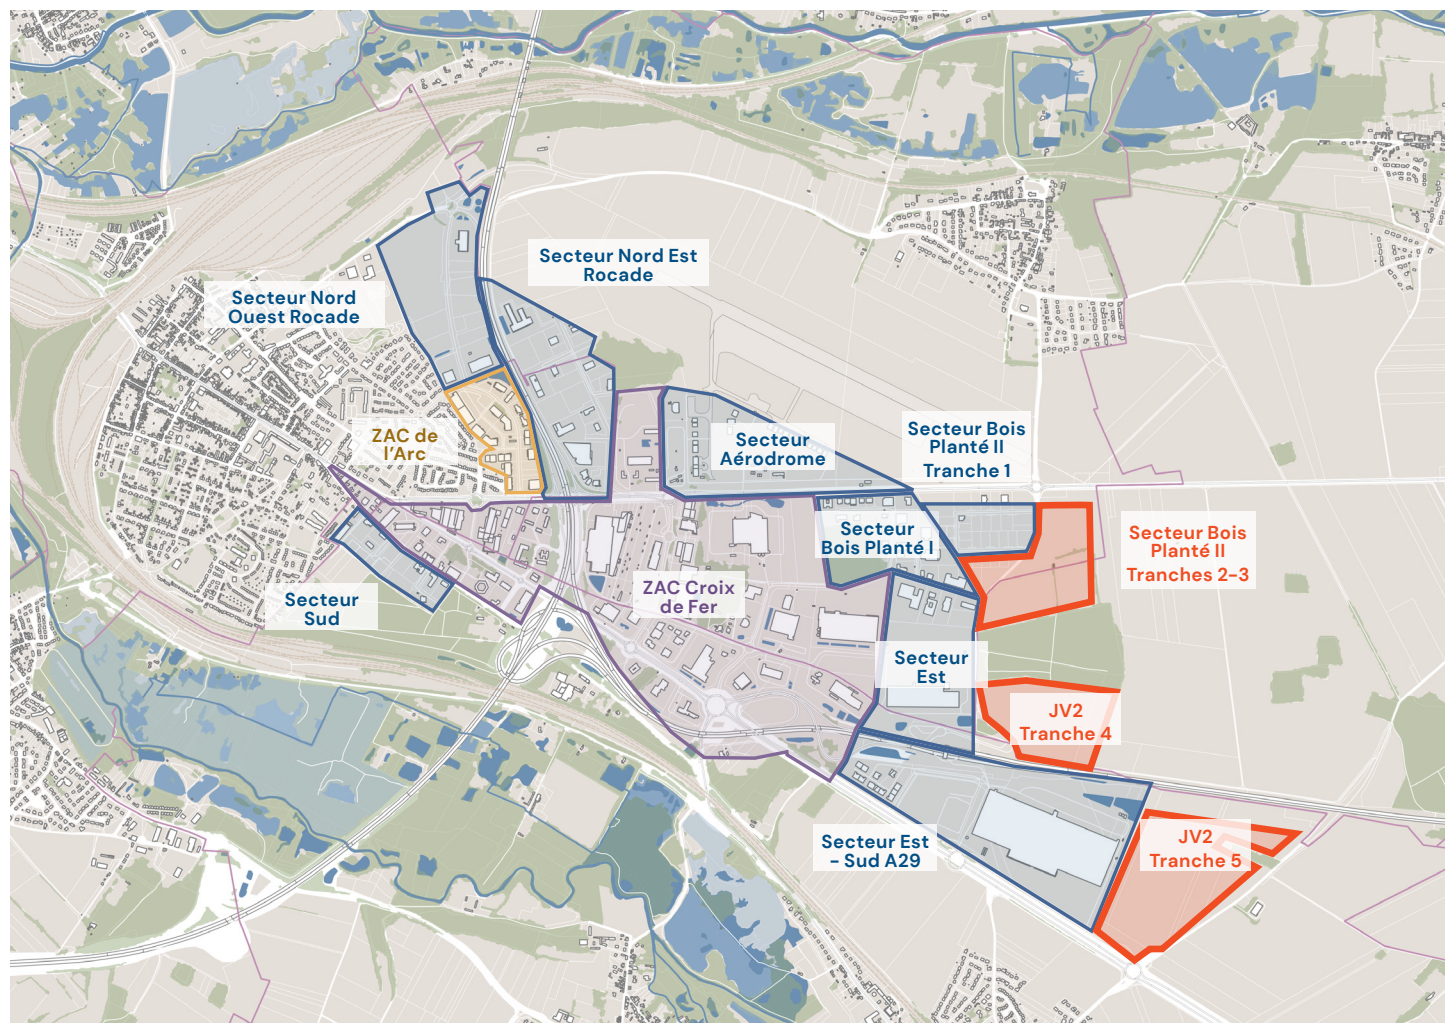 Secteur Nord Est
Rocade
Secteur Nord
Ouest Rocade
ZAC de
l'Arc
Secteur
Aérodrome
Secteur Bois
Planté II
Tranche 1
Secteur
Bois Planté I
Secteur Bois
Planté II
Tranches 2-3
Secteur
Sud
ZAC Croix
de Fer
Secteur
Est
JV2
Tranche 4
Secteur Est
- Sud A29
JV2
Tranche 5